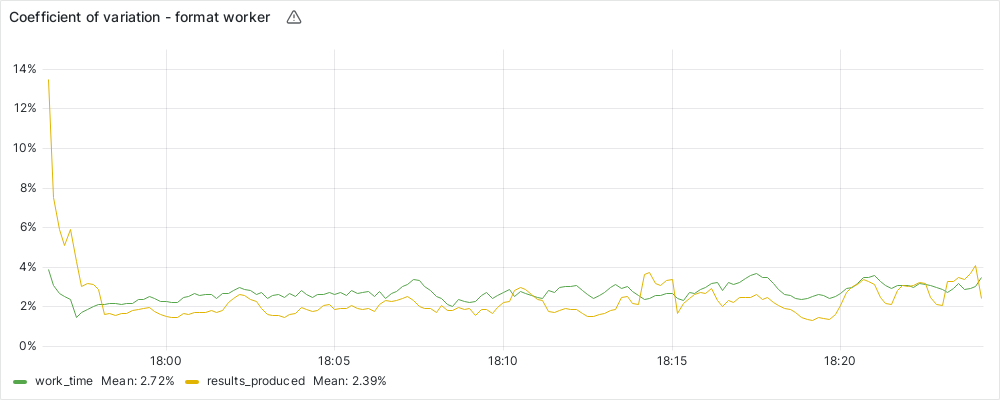 Coefficient of variation - format worker
14%
12%
10%
8%
6%
4%
2%
0%
18:00 18:05 18:10 18:15 18:20
work_time Mean: 2.72% results_produced Mean: 2.39%